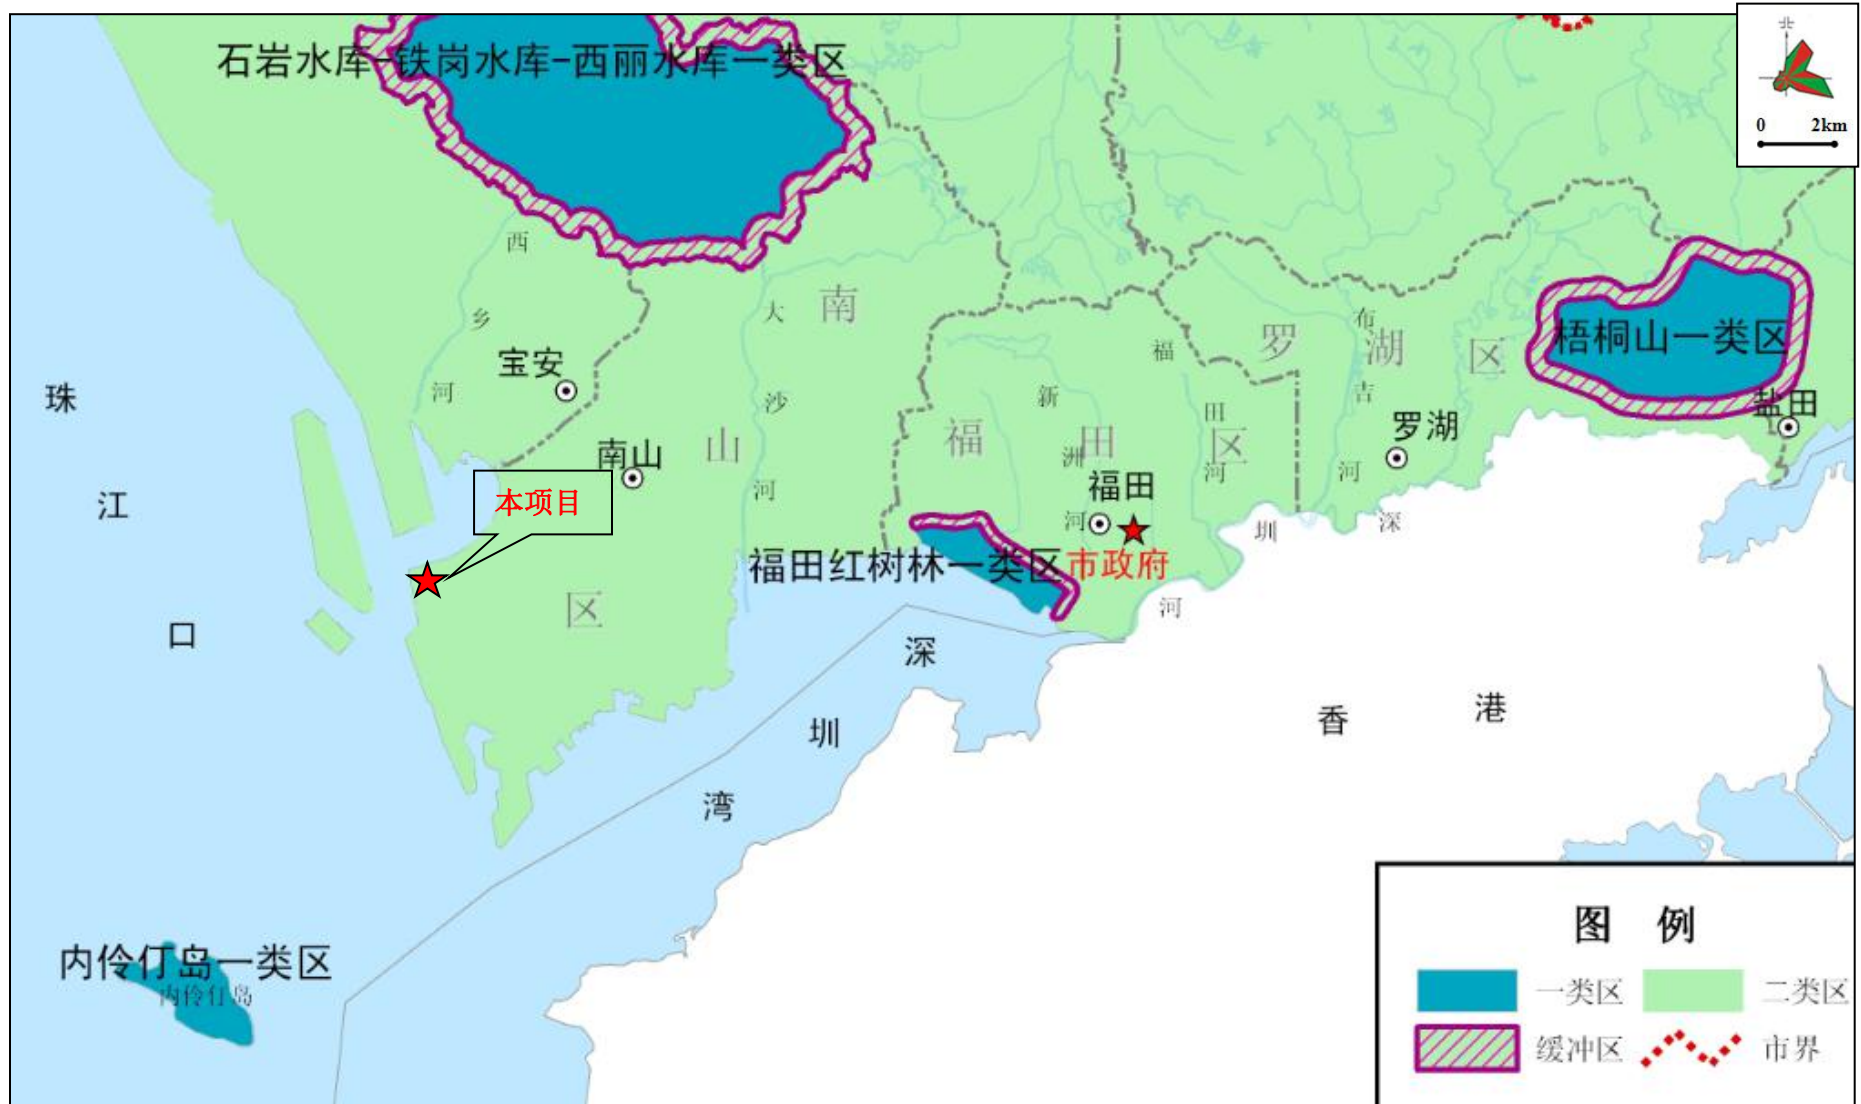 北
0 2km
石岩水库-铁岗水库-西丽水库一类区
西
乡
河
大
沙
河
南
山
区
宝安
南山
珠
江
口
本项目
福
田
区
新
洲
河
福
田
河
福田
市政府
罗
湖
区
布
吉
河
罗湖
梧桐山一类区
盐田
福田红树林一类区
深
圳
河
深
圳
湾
香
港
内伶仃岛一类区
内伶仃岛
图 例
一类区
二类区
缓冲区
市界